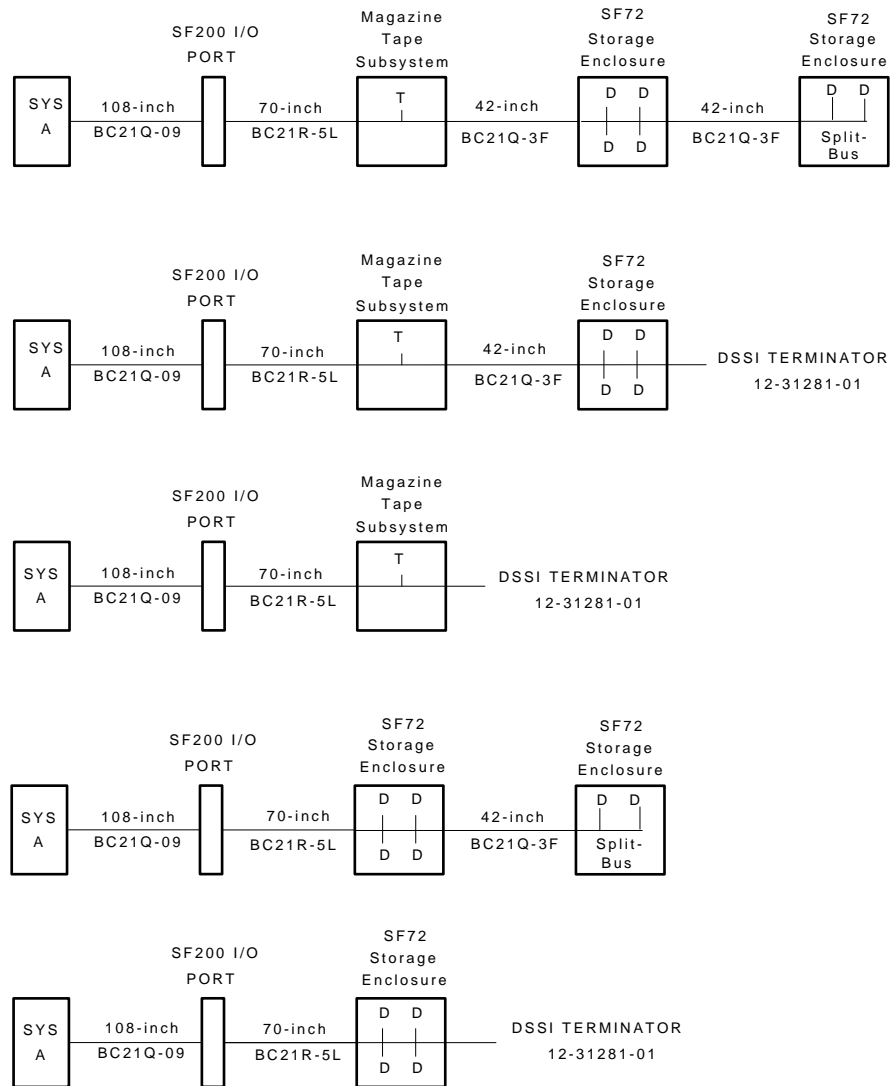 SYS
A
108-inch
BC21Q-09
SF200 I/O
PORT
70-inch
BC21R-5L
Magazine
Tape
Subsystem
T
42-inch
BC21Q-3F
SF72
Storage
Enclosure
D D
D D
42-inch
BC21Q-3F
SF72
Storage
Enclosure
D D
Split-
Bus
SYS
A
108-inch
BC21Q-09
SF200 I/O
PORT
70-inch
BC21R-5L
Magazine
Tape
Subsystem
T
42-inch
BC21Q-3F
SF72
Storage
Enclosure
D D
D D
DSSI TERMINATOR
12-31281-01
SYS
A
108-inch
BC21Q-09
SF200 I/O
PORT
70-inch
BC21R-5L
Magazine
Tape
Subsystem
T
DSSI TERMINATOR
12-31281-01
SYS
A
108-inch
BC21Q-09
SF200 I/O
PORT
70-inch
BC21R-5L
SF72
Storage
Enclosure
D D
D D
42-inch
BC21Q-3F
SF72
Storage
Enclosure
D D
Split-
Bus
SYS
A
108-inch
BC21Q-09
SF200 I/O
PORT
70-inch
BC21R-5L
SF72
Storage
Enclosure
D D
D D
DSSI TERMINATOR
12-31281-01